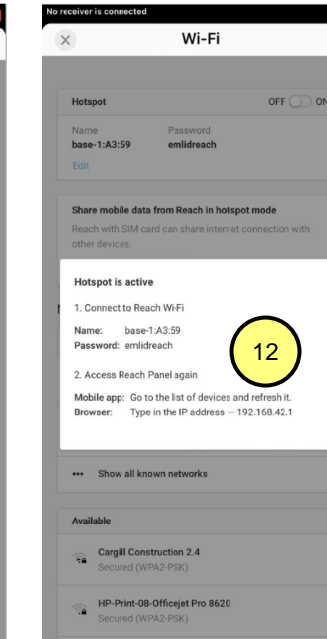 No receiver is connected
Wi-Fi
Hotspot OFF ON
Name Password
base-1:A3:59 emlidreach
Edit
Share mobile data from Reach in hotspot mode
Reach with SIM card can share internet connection with
other devices.
Hotspot is active
1. Connect to Reach Wi-Fi
Name: base-1:A3:59
Password: emlidreach
12
2. Access Reach Panel again
Mobile app: Go to the list of devices and refresh it.
Browser: Type in the IP address – 192.168.42.1
••• Show all known networks
Available
Cargill Construction 2.4
Secured (WPA2-PSK)
HP-Print-08-Officejet Pro 8620
Secured (WPA2-PSK)